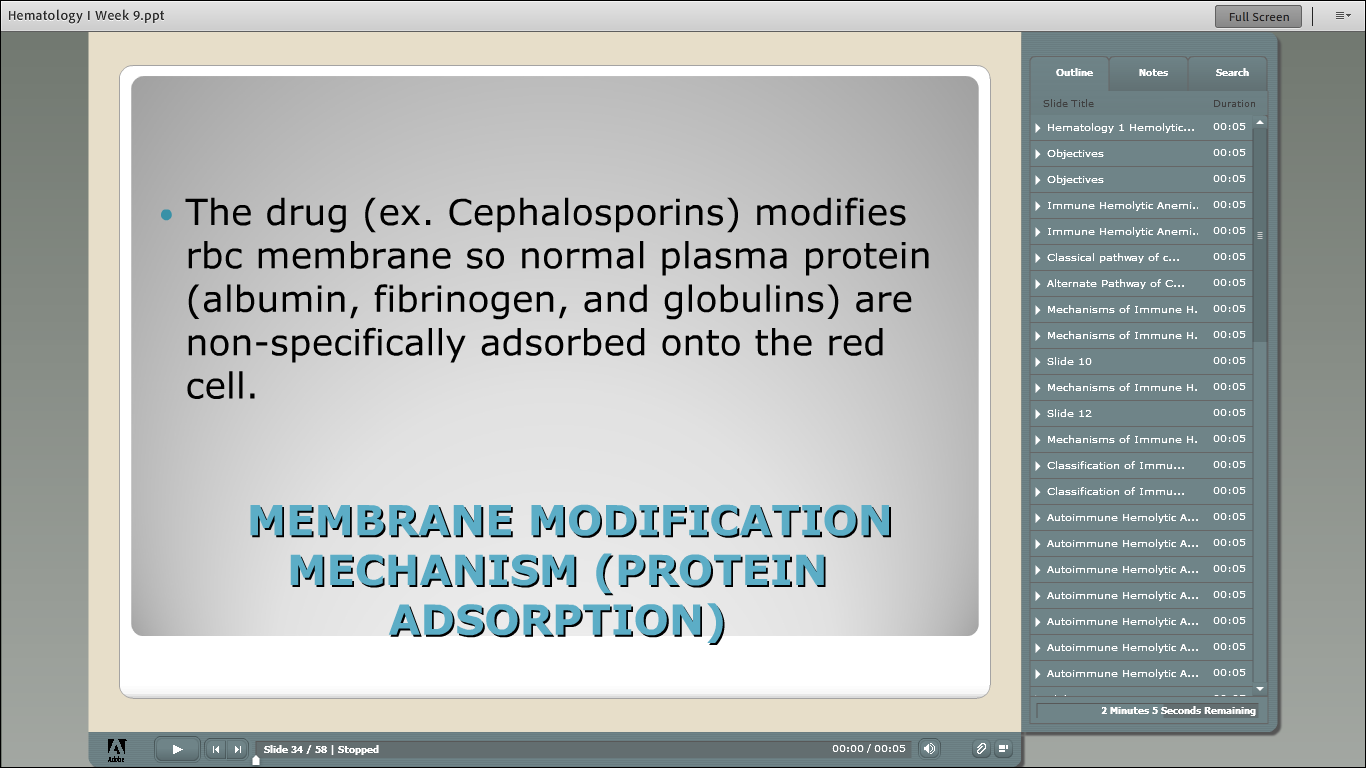 Hematology I Week 9.ppt
Full Screen
• The drug (ex. Cephalosporins) modifies
rbc membrane so normal plasma protein
(albumin, fibrinogen, and globulins) are
non-specifically adsorbed onto the red
cell.
MEMBRANE MODIFICATION
MECHANISM (PROTEIN
ADSORPTION)
Outline Notes Search
Slide Title Duration
Hematology 1 Hemolytic... 00:05
Objectives 00:05
Objectives 00:05
Immune Hemolytic Anemi.. 00:05
Immune Hemolytic Anemi.. 00:05
Classical pathway of c... 00:05
Alternate Pathway of C... 00:05
Mechanisms of Immune H. 00:05
Mechanisms of Immune H. 00:05
Slide 10 00:05
Mechanisms of Immune H. 00:05
Slide 12 00:05
Mechanisms of Immune H. 00:05
Classification of Immu... 00:05
Classification of Immu... 00:05
Autoimmune Hemolytic A... 00:05
Autoimmune Hemolytic A... 00:05
Autoimmune Hemolytic A... 00:05
Autoimmune Hemolytic A... 00:05
Autoimmune Hemolytic A... 00:05
Autoimmune Hemolytic A... 00:05
Autoimmune Hemolytic A... 00:05
2 Minutes 5 Seconds Remaining
Adobe
Slide 34 / 58 | Stopped 00:00 / 00:05